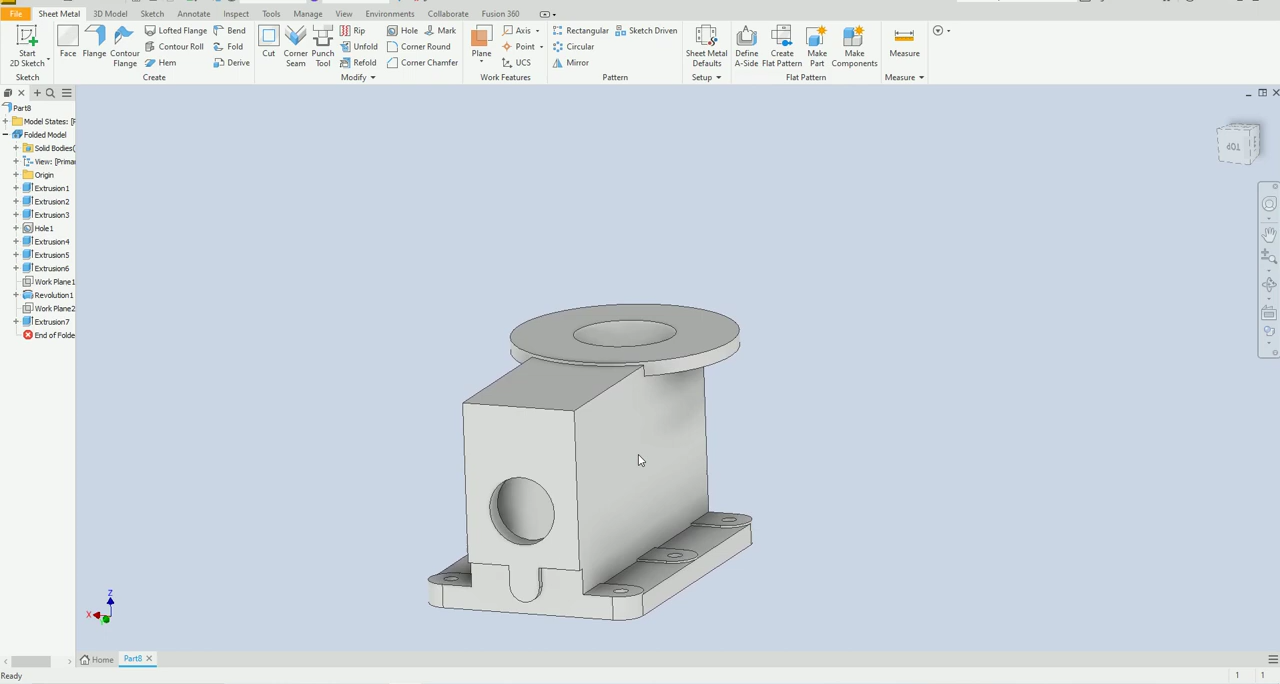 File Sheet Metal 3D Model Sketch Annotate Inspect Tools Manage View Environments Collaborate Fusion 360
Start
2D Sketch
Face
Flange
Contour
Flange
Lofted Flange
Contour Roll
Hem
Bend
Fold
Derive
Cut
Corner
Seam
Punch
Tool
Rip
Unfold
Refold
Hole
Mark
Corner Round
Corner Chamfer
Plane
Axis
Point
UCS
Rectangular
Circular
Mirror
Sketch Driven
Sheet Metal
Defaults
Define
A-Side
Create
Flat Pattern
Make
Part
Make
Components
Measure
Sketch Create Modify Work Features Pattern Setup Flat Pattern Measure
Part8
Model States: [P
Folded Model
Solid Bodies(
View: [Primar
Origin
Extrusion1
Extrusion2
Extrusion3
Hole1
Extrusion4
Extrusion5
Extrusion6
Work Plane1
Revolution1
Work Plane2
Extrusion7
End of Folde
TOP
Z
X
Home Part8
Ready 1 1